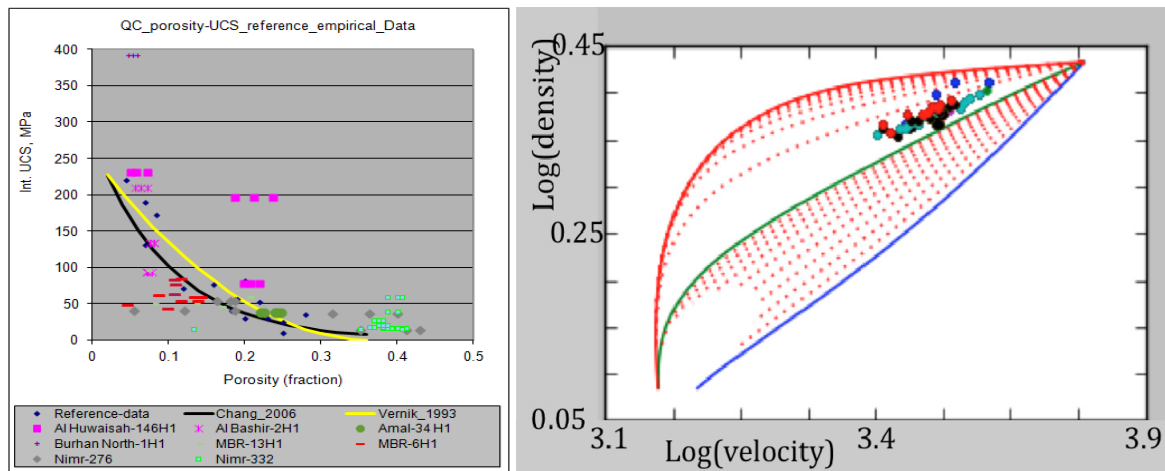 QC_porosity-UCS_reference_empirical_Data
400
350
300
250
200
150
100
50
0
Int. UCS, MPa
0 0.1 0.2 0.3 0.4 0.5
Porosity (fraction)
Reference-data Chang_2006 Vernik_1993
Al Huwaisah-146H1 Al Bashir-2H1 Amal-34 H1
Burhan North-1H1 MBR-13H1 MBR-6H1
Nimr-276 Nimr-332
0.45
0.25
0.05
Log(density)
3.1 3.4 3.9
Log(velocity)